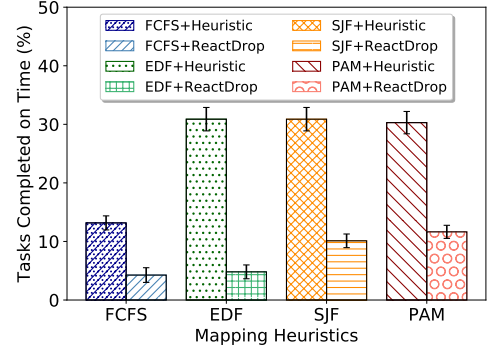 50
40
30
20
10
0
Tasks Completed on Time (%)
FCFS+Heuristic
FCFS+ReactDrop
EDF+Heuristic
EDF+ReactDrop
SJF+Heuristic
SJF+ReactDrop
PAM+Heuristic
PAM+ReactDrop
FCFS EDF SJF PAM
Mapping Heuristics